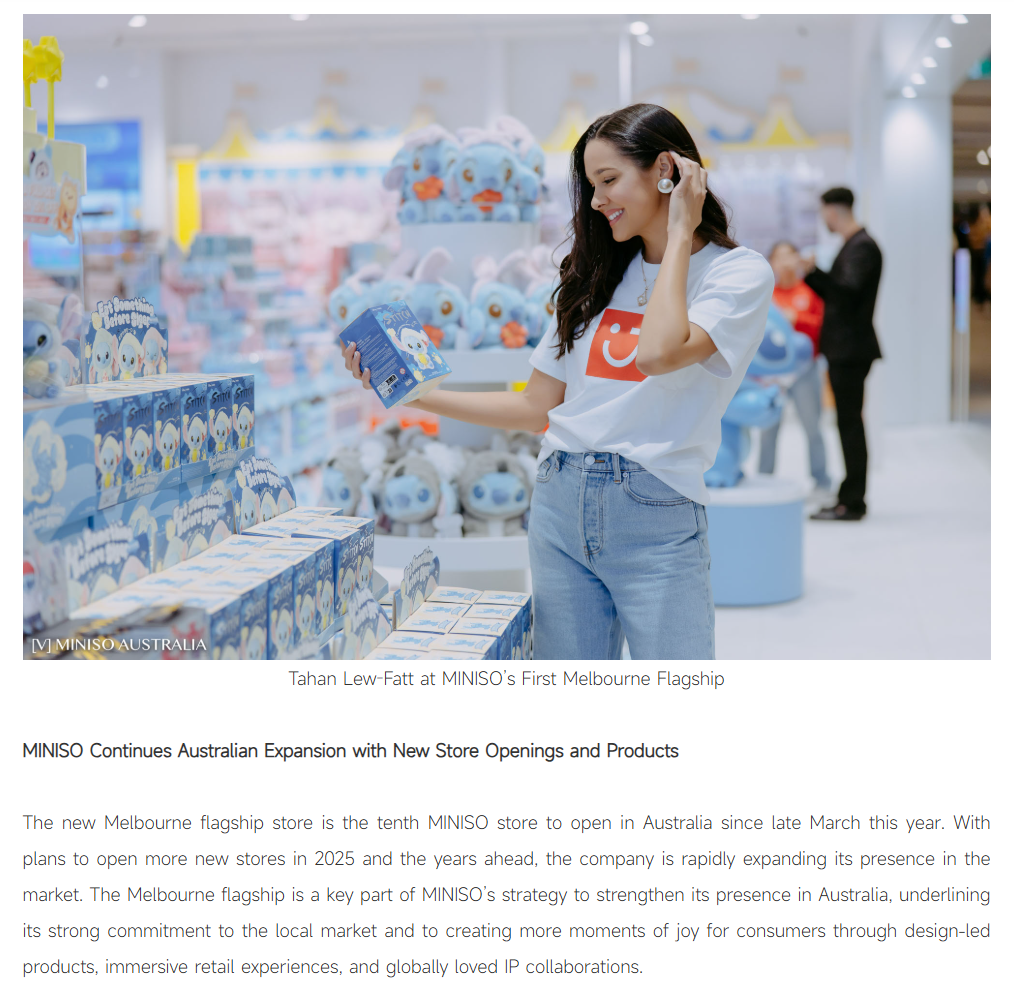 Eat Something
Before Sleep
STITCH
[V] MINISO AUSTRALIA
Tahan Lew-Fatt at MINISO's First Melbourne Flagship
MINISO Continues Australian Expansion with New Store Openings and Products
The new Melbourne flagship store is the tenth MINISO store to open in Australia since late March this year. With
plans to open more new stores in 2025 and the years ahead, the company is rapidly expanding its presence in the
market. The Melbourne flagship is a key part of MINISO's strategy to strengthen its presence in Australia, underlining
its strong commitment to the local market and to creating more moments of joy for consumers through design-led
products, immersive retail experiences, and globally loved IP collaborations.